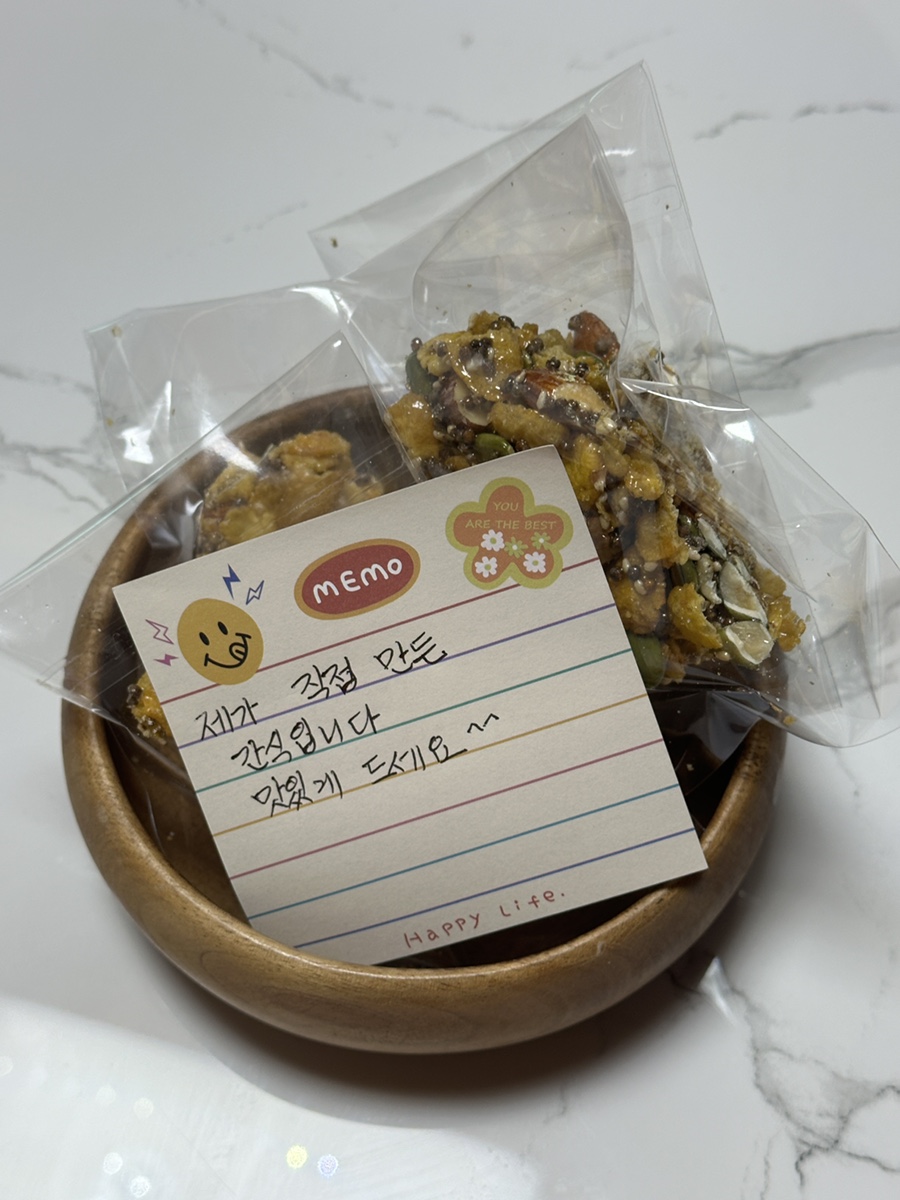 YOU
ARE THE BEST
MEMO
제가 직접 만든
간식입니다
맛있게 드세요^^
Happy Life.